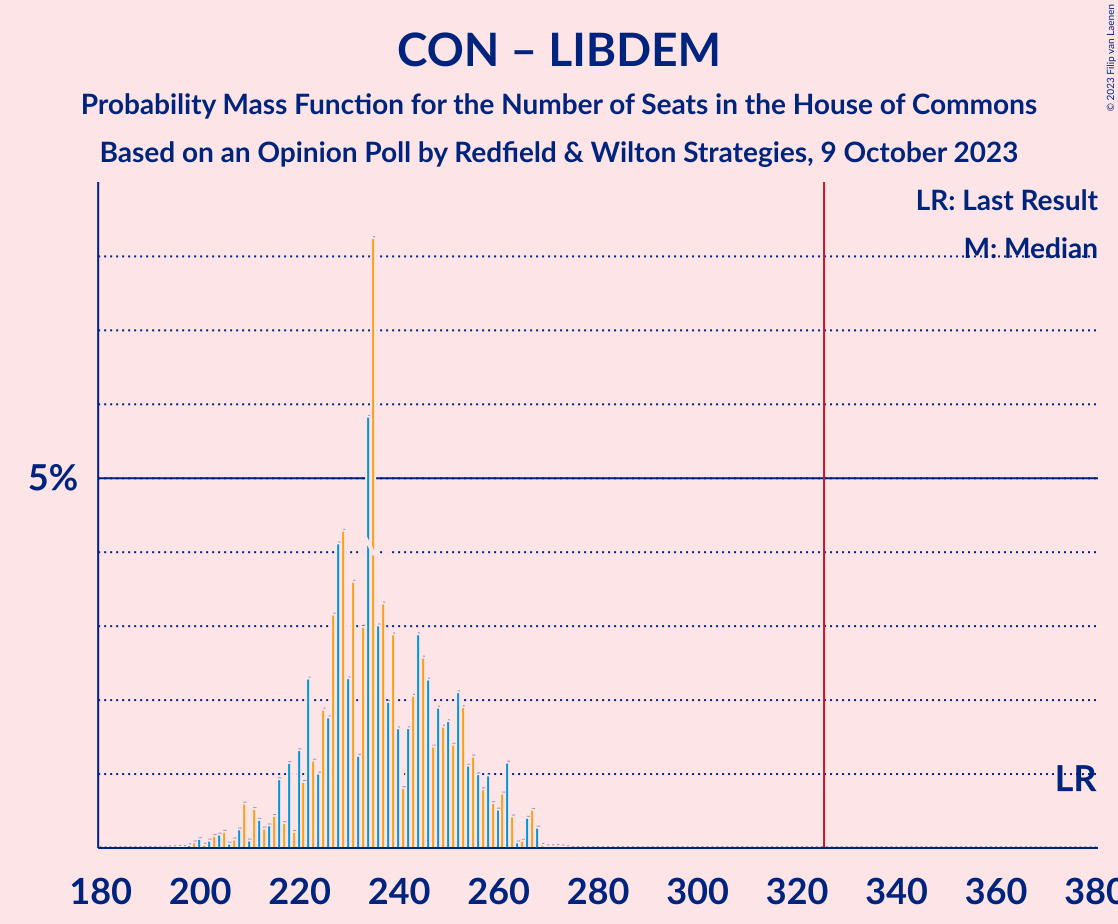 CON – LIBDEM
Probability Mass Function for the Number of Seats in the House of Commons
Based on an Opinion Poll by Redfield & Wilton Strategies, 9 October 2023
© 2023 Filip van Laenen
LR: Last Result
M: Median
5%
LR
180 200 220 240 260 280 300 320 340 360 380